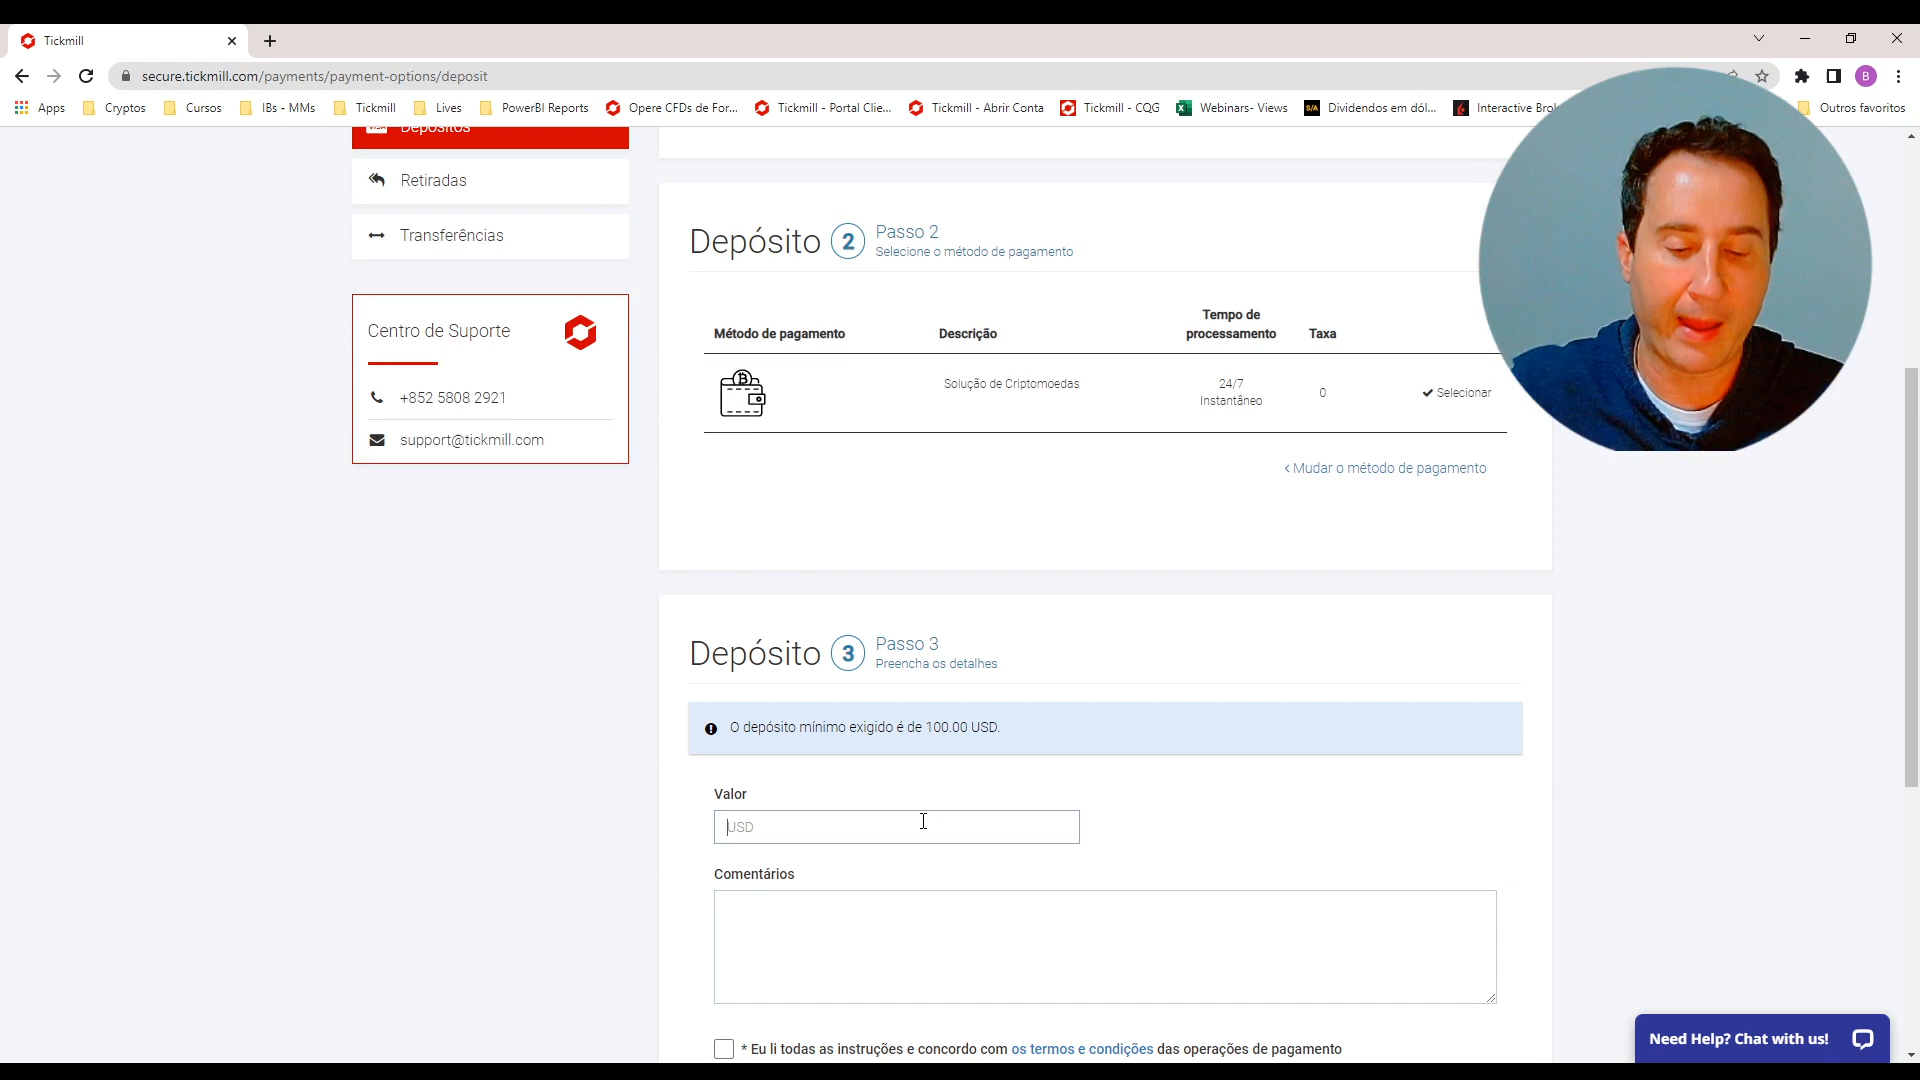 Tickmill
secure.tickmill.com/payments/payment-options/deposit
B
Apps
Cryptos
Cursos
IBs - MMs
Tickmill
Lives
PowerBI Reports
Opere CFDs de For...
Tickmill - Portal Clie...
Tickmill - Abrir Conta
Tickmill - CQG
Webinars- Views
S/A
Dividendos em dól...
Interactive Bro
Outros favoritos
Depósitos
Retiradas
Transferências
Centro de Suporte
+852 5808 2921
support@tickmill.com
Depósito 2 Passo 2
Selecione o método de pagamento
Método de pagamento
Descrição
Tempo de
processamento
Taxa
Solução de Criptomoedas
24/7
Instantâneo
0
Selecionar
< Mudar o método de pagamento
Depósito 3 Passo 3
Preencha os detalhes
O depósito mínimo exigido é de 100.00 USD.
Valor
USD
Comentários
* Eu li todas as instruções e concordo com os termos e condições das operações de pagamento
Need Help? Chat with us!